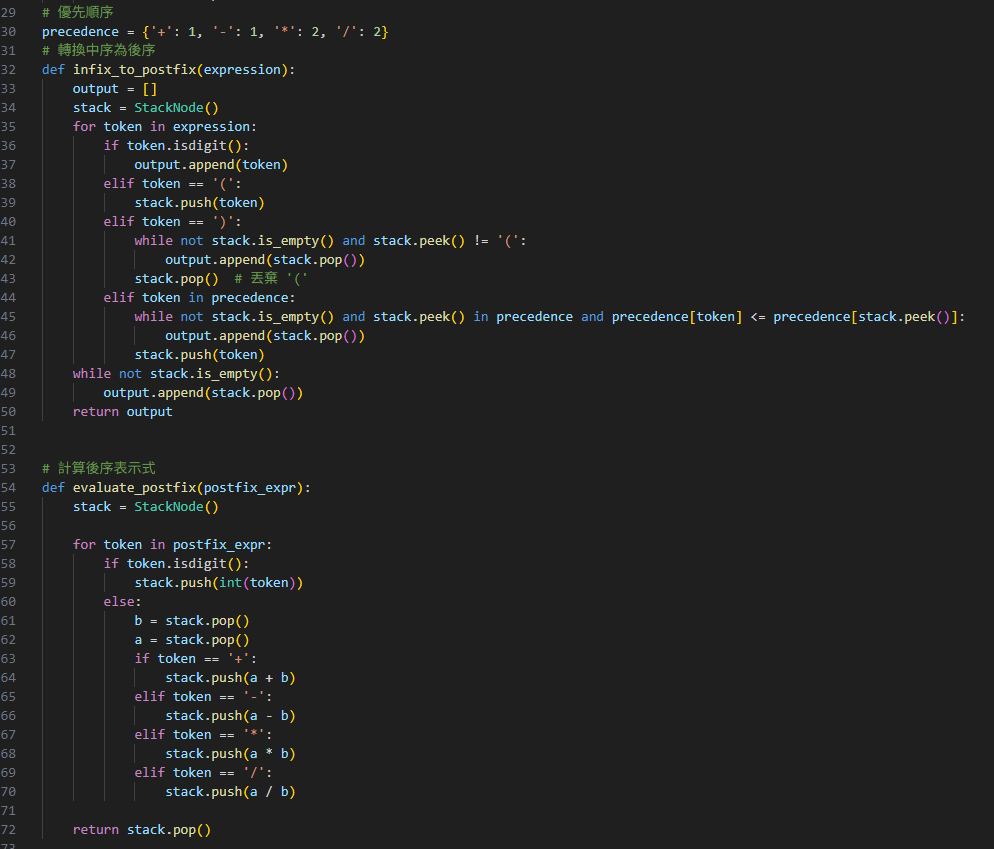 29 # 優先順序
30 precedence = {'+': 1, '-': 1, '*': 2, '/': 2}
31 # 轉換中序為後序
32 def infix_to_postfix(expression):
33     output = []
34     stack = StackNode()
35     for token in expression:
36         if token.isdigit():
37             output.append(token)
38         elif token == '(':
39             stack.push(token)
40         elif token == ')':
41             while not stack.is_empty() and stack.peek() != '(':
42                 output.append(stack.pop())
43             stack.pop()  # 丟棄 '('
44         elif token in precedence:
45             while not stack.is_empty() and stack.peek() in precedence and precedence[token] <= precedence[stack.peek()]:
46                 output.append(stack.pop())
47             stack.push(token)
48     while not stack.is_empty():
49         output.append(stack.pop())
50     return output
51
52
53 # 計算後序表示式
54 def evaluate_postfix(postfix_expr):
55     stack = StackNode()
56
57     for token in postfix_expr:
58         if token.isdigit():
59             stack.push(int(token))
60         else:
61             b = stack.pop()
62             a = stack.pop()
63             if token == '+':
64                 stack.push(a + b)
65             elif token == '-':
66                 stack.push(a - b)
67             elif token == '*':
68                 stack.push(a * b)
69             elif token == '/':
70                 stack.push(a / b)
71
72     return stack.pop()
73